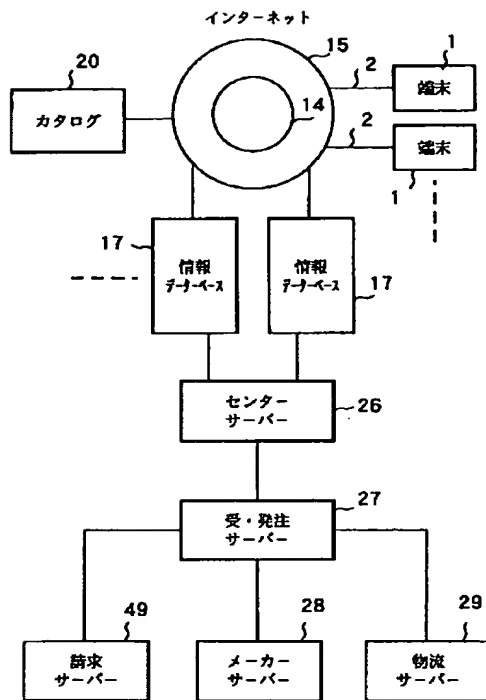 インターネット
15
20
カタログ
14
2
1
端末
2
端末
1
17
情報
データーベース
情報
データーベース
17
センター
サーバー
26
27
受・発注
サーバー
49
請求
サーバー
28
メーカー
サーバー
29
物流
サーバー